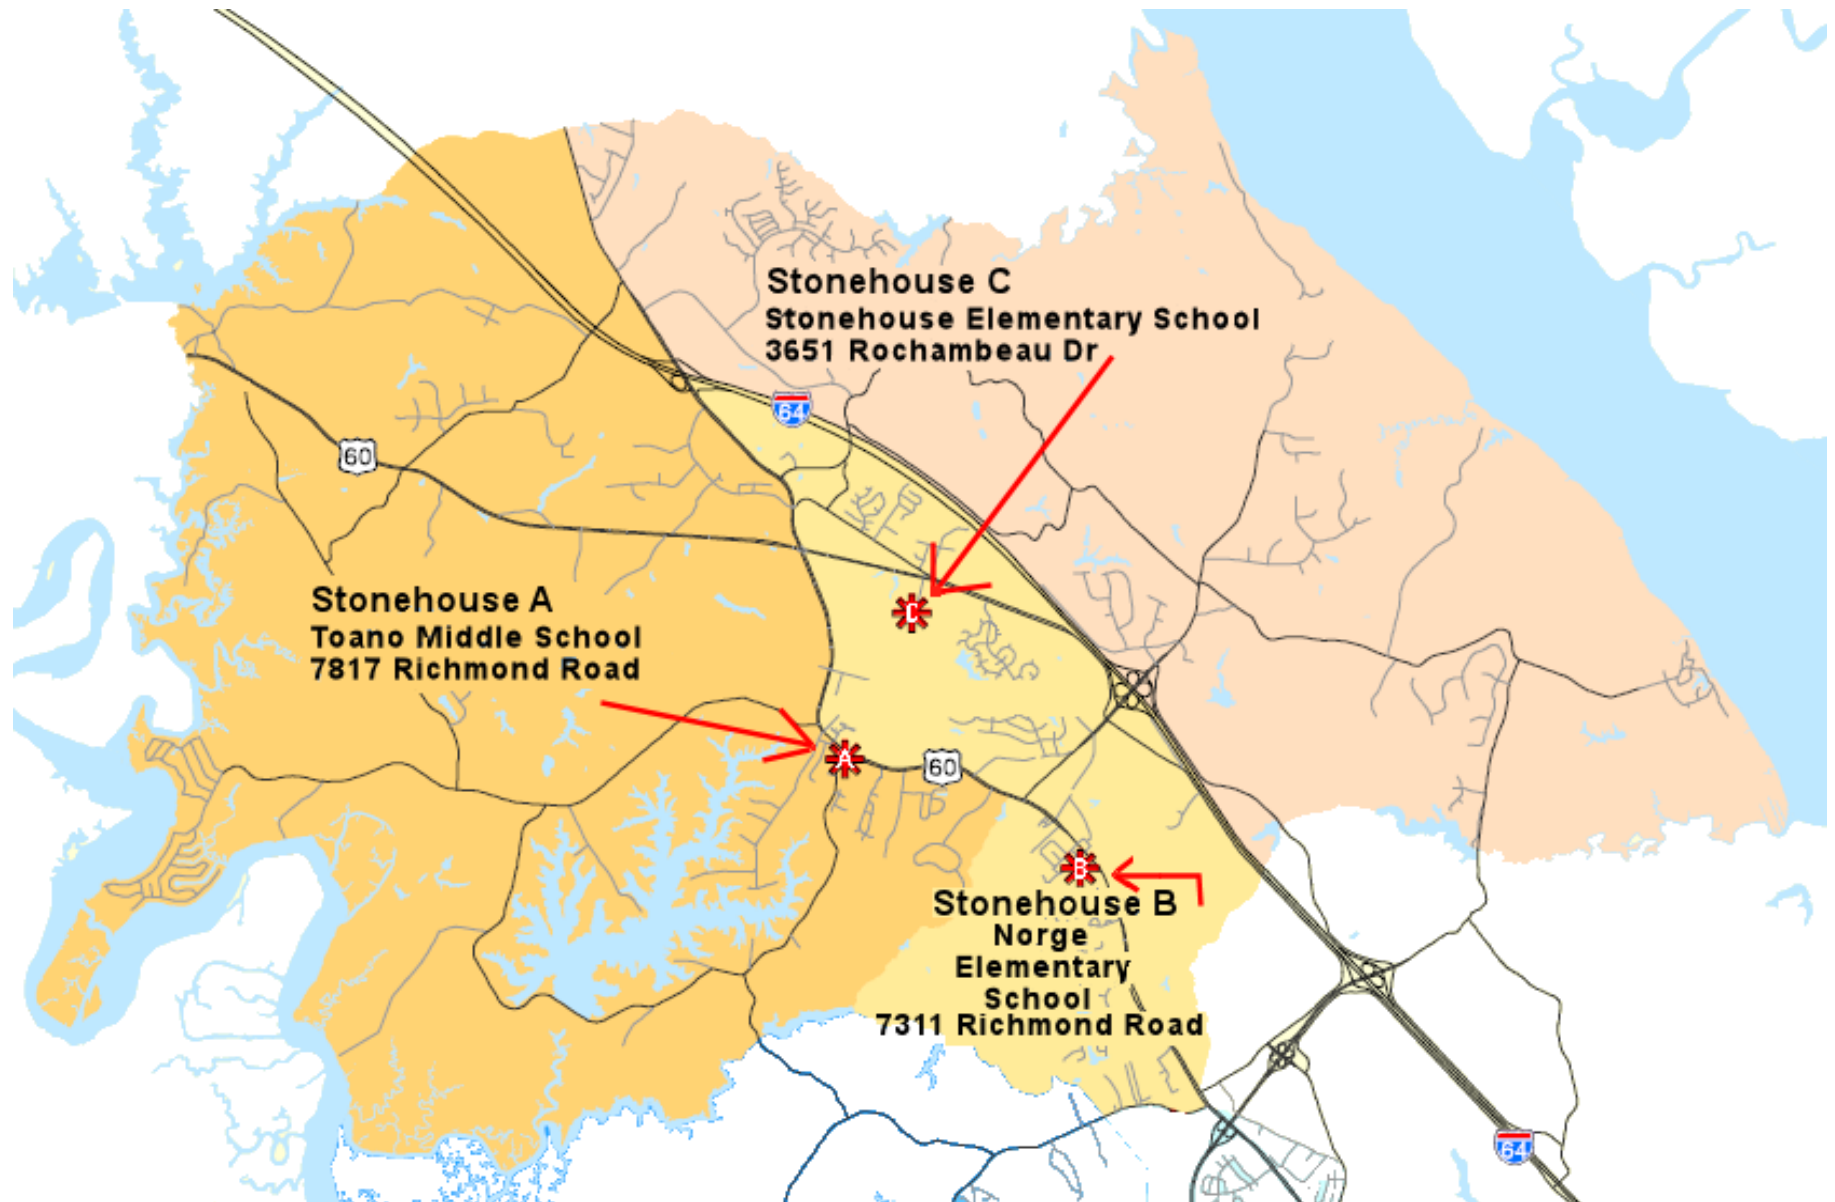 Stonehouse C
Stonehouse Elementary School
3651 Rochambeau Dr
64
60
Stonehouse A
Toano Middle School
7817 Richmond Road
C
A
60
B
Stonehouse B
Norge
Elementary
School
7311 Richmond Road
64